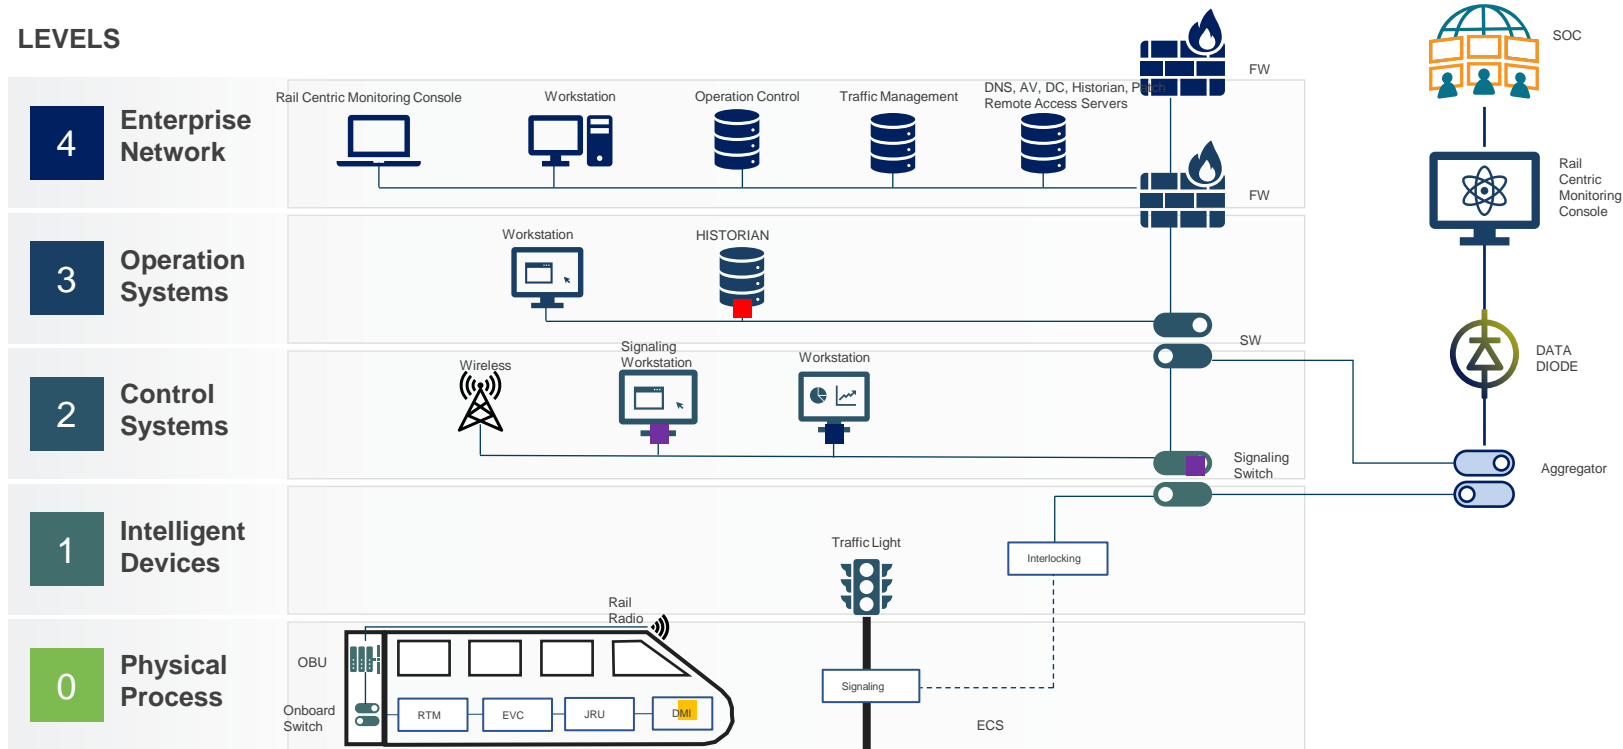 LEVELS
SOC
FW
4
Enterprise
Network
Rail Centric Monitoring Console
Workstation
Operation Control
Traffic Management
DNS, AV, DC, Historian, Patch
Remote Access Servers
FW
Rail
Centric
Monitoring
Console
3
Operation
Systems
Workstation
HISTORIAN
SW
DATA
DIODE
2
Control
Systems
Wireless
Signaling
Workstation
Workstation
Signaling
Switch
Aggregator
1
Intelligent
Devices
Traffic Light
Interlocking
0
Physical
Process
Rail
Radio
OBU
Onboard
Switch
RTM
EVC
JRU
DMI
Signaling
ECS